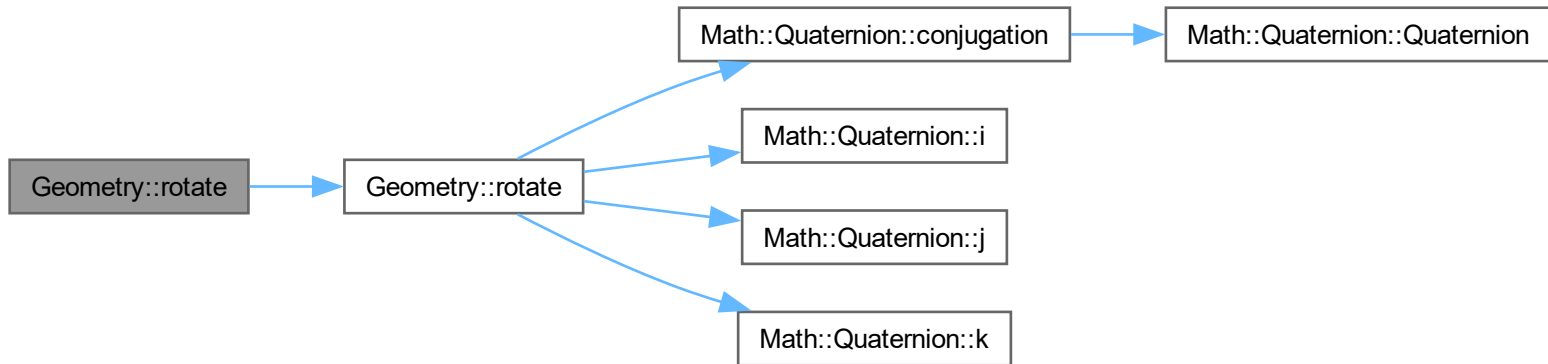 Math::Quaternion::conjugation
Math::Quaternion::Quaternion
Math::Quaternion::i
Geometry::rotate
Geometry::rotate
Math::Quaternion::j
Math::Quaternion::k